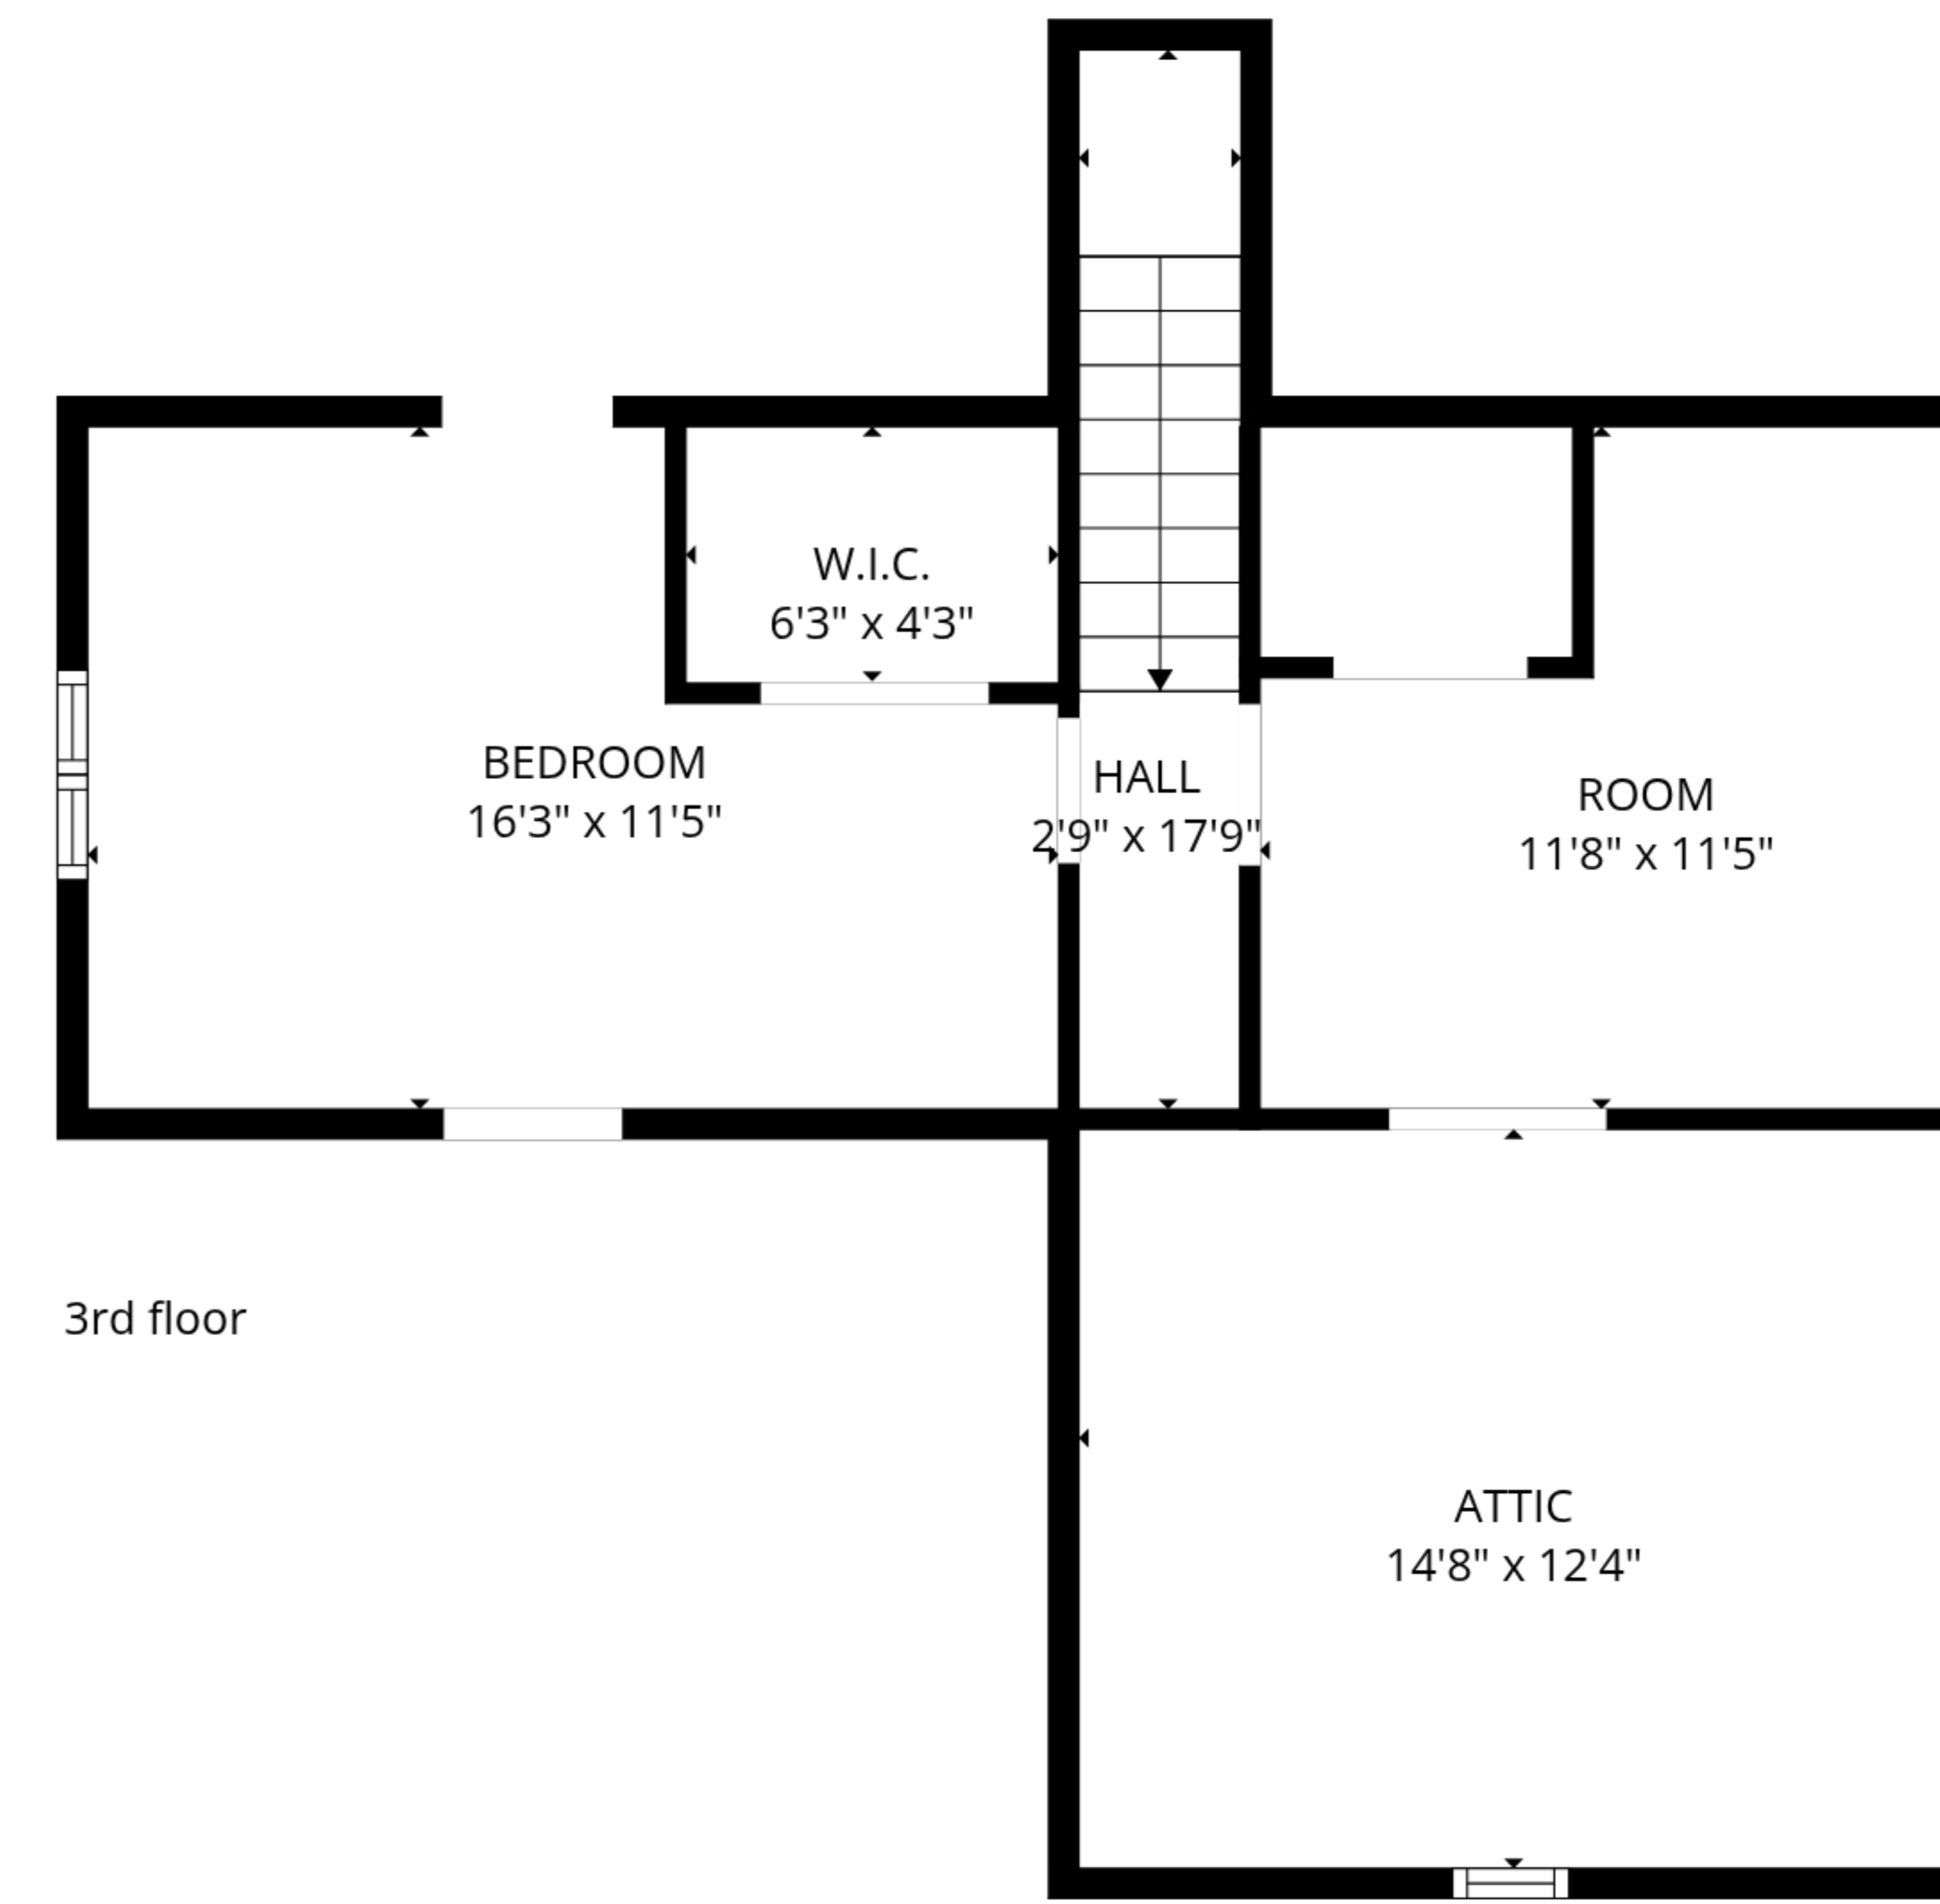 W.I.C.
6'3" x 4'3"
BEDROOM
16'3" x 11'5"
HALL
2'9" x 17'9"
ROOM
11'8" x 11'5"
3rd floor
ATTIC
14'8" x 12'4"